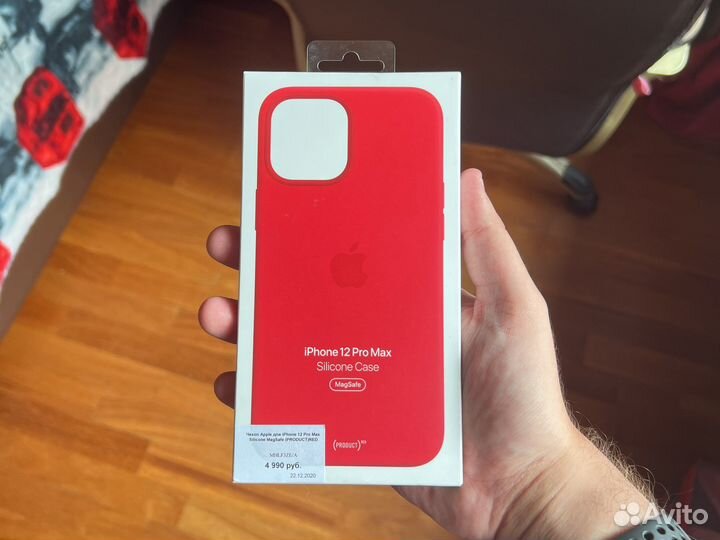 iPhone 12 Pro Max
Silicone Case
MagSafe
(PRODUCT)RED
Чехол Apple для iPhone 12 Pro Max
Silicone MagSafe (PRODUCT)RED
MHLF3ZE/A
4 990 руб.
22.12.2020
Avito